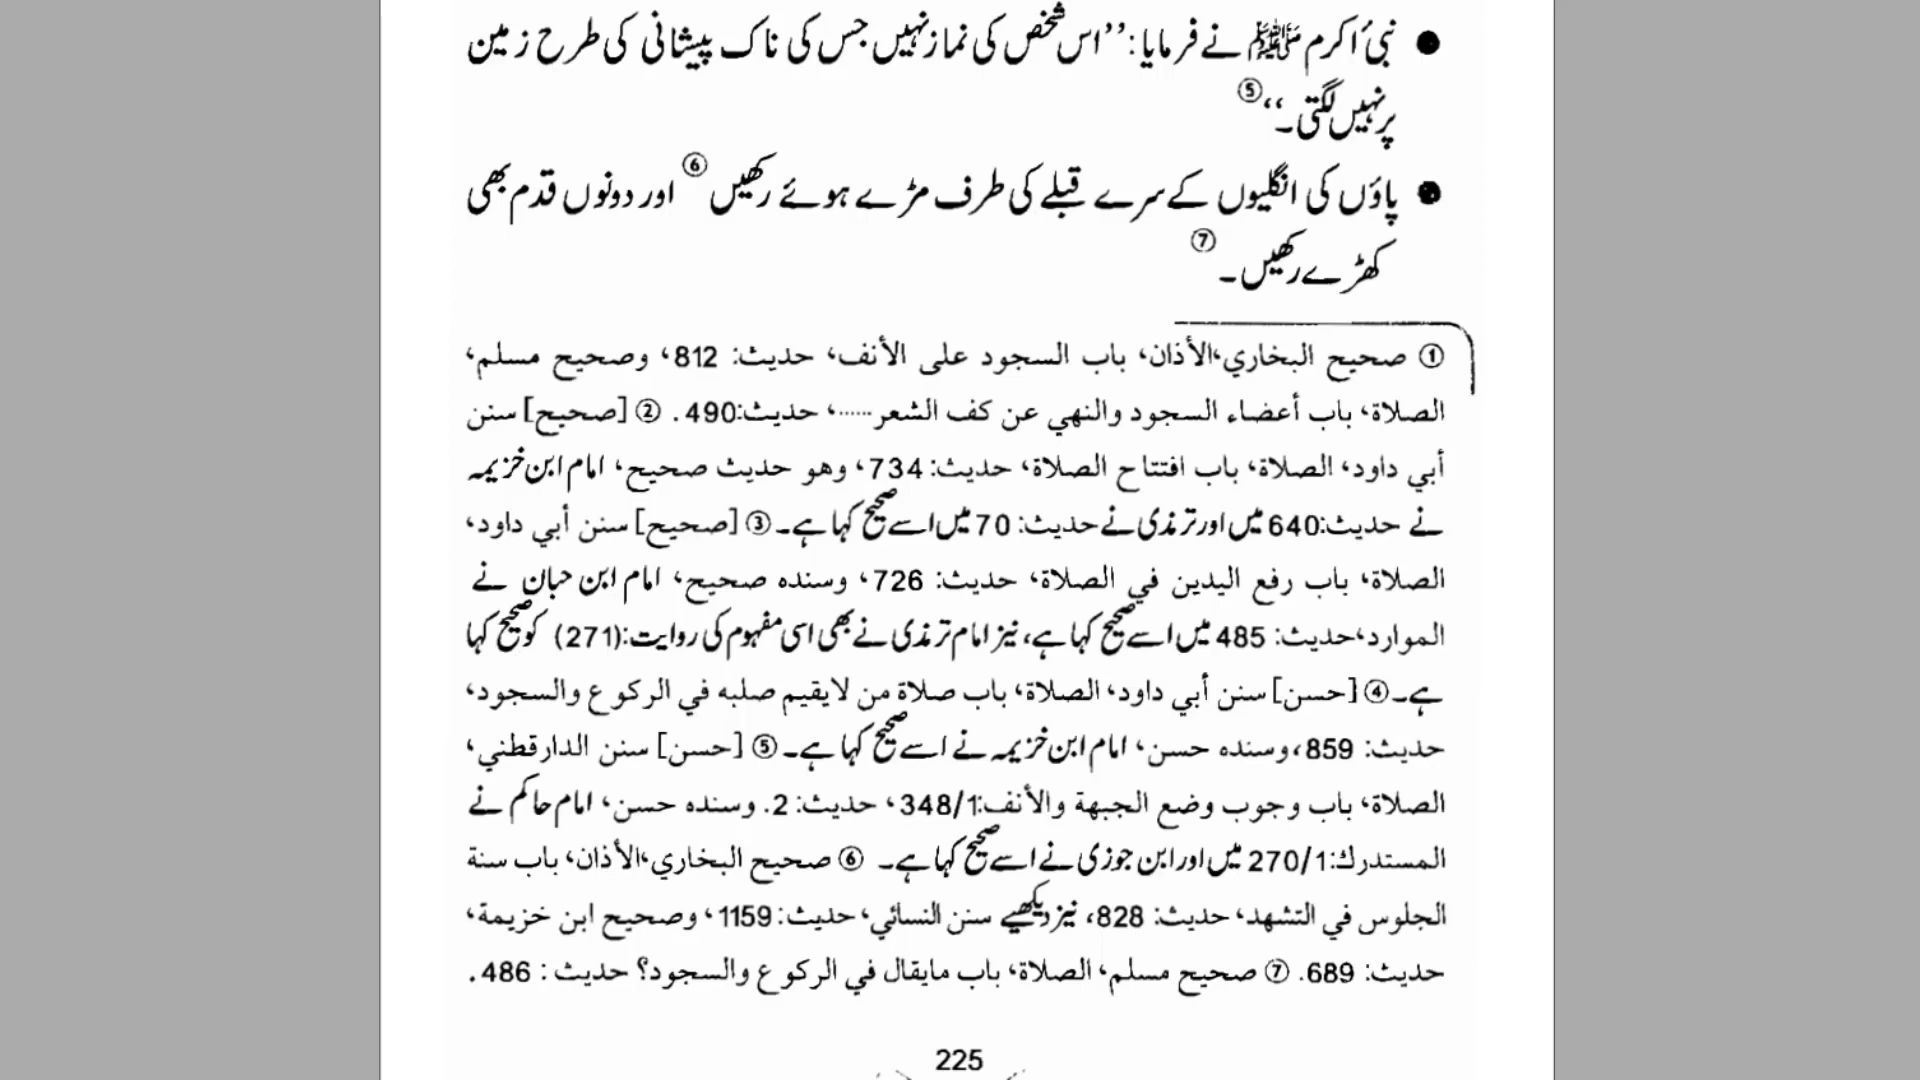 ● نبیٔ اکرم ﷺ نے فرمایا: ’’اس شخص کی نماز نہیں جس کی ناک پیشانی کی طرح زمین
پر نہیں لگتی۔‘‘⑤
● پاؤں کی انگلیوں کے سرے قبلے کی طرف مڑے ہوئے رکھیں⑥ اور دونوں قدم بھی
کھڑے رکھیں۔⑦
① صحيح البخاري،الأذان، باب السجود على الأنف، حديث: 812، وصحيح مسلم،
الصلاة، باب أعضاء السجود والنهي عن كف الشعر......، حديث:490. ② [صحيح] سنن
أبي داود، الصلاة، باب افتتاح الصلاة، حديث: 734، وهو حديث صحيح، امام ابن خزیمہ
نے حديث:640 میں اور ترمذی نے حديث: 70 میں اسے صحیح کہا ہے۔ ③ [صحيح] سنن أبي داود،
الصلاة، باب رفع اليدين في الصلاة، حديث: 726، وسنده صحيح، امام ابن حبان نے
الموارد،حديث: 485 میں اسے صحیح کہا ہے، نیز امام ترمذی نے بھی اسی مفہوم کی روایت:(271) کو صحیح کہا
ہے۔ ④ [حسن] سنن أبي داود، الصلاة، باب صلاة من لايقيم صلبه في الركوع والسجود،
حديث: 859،وسنده حسن، امام ابن خزیمہ نے اسے صحیح کہا ہے۔ ⑤ [حسن] سنن الدارقطني،
الصلاة، باب وجوب وضع الجبهة والأنف:348/1، حديث: 2. وسنده حسن، امام حاکم نے
المستدرك:270/1 میں اور ابن جوزی نے اسے صحیح کہا ہے۔ ⑥ صحيح البخاري،الأذان، باب سنة
الجلوس في التشهد، حديث: 828، نیز دیکھیے سنن النسائي، حديث: 1159، وصحيح ابن خزيمة،
حديث: 689. ⑦ صحيح مسلم، الصلاة، باب مايقال في الركوع والسجود؟ حديث: 486.
225